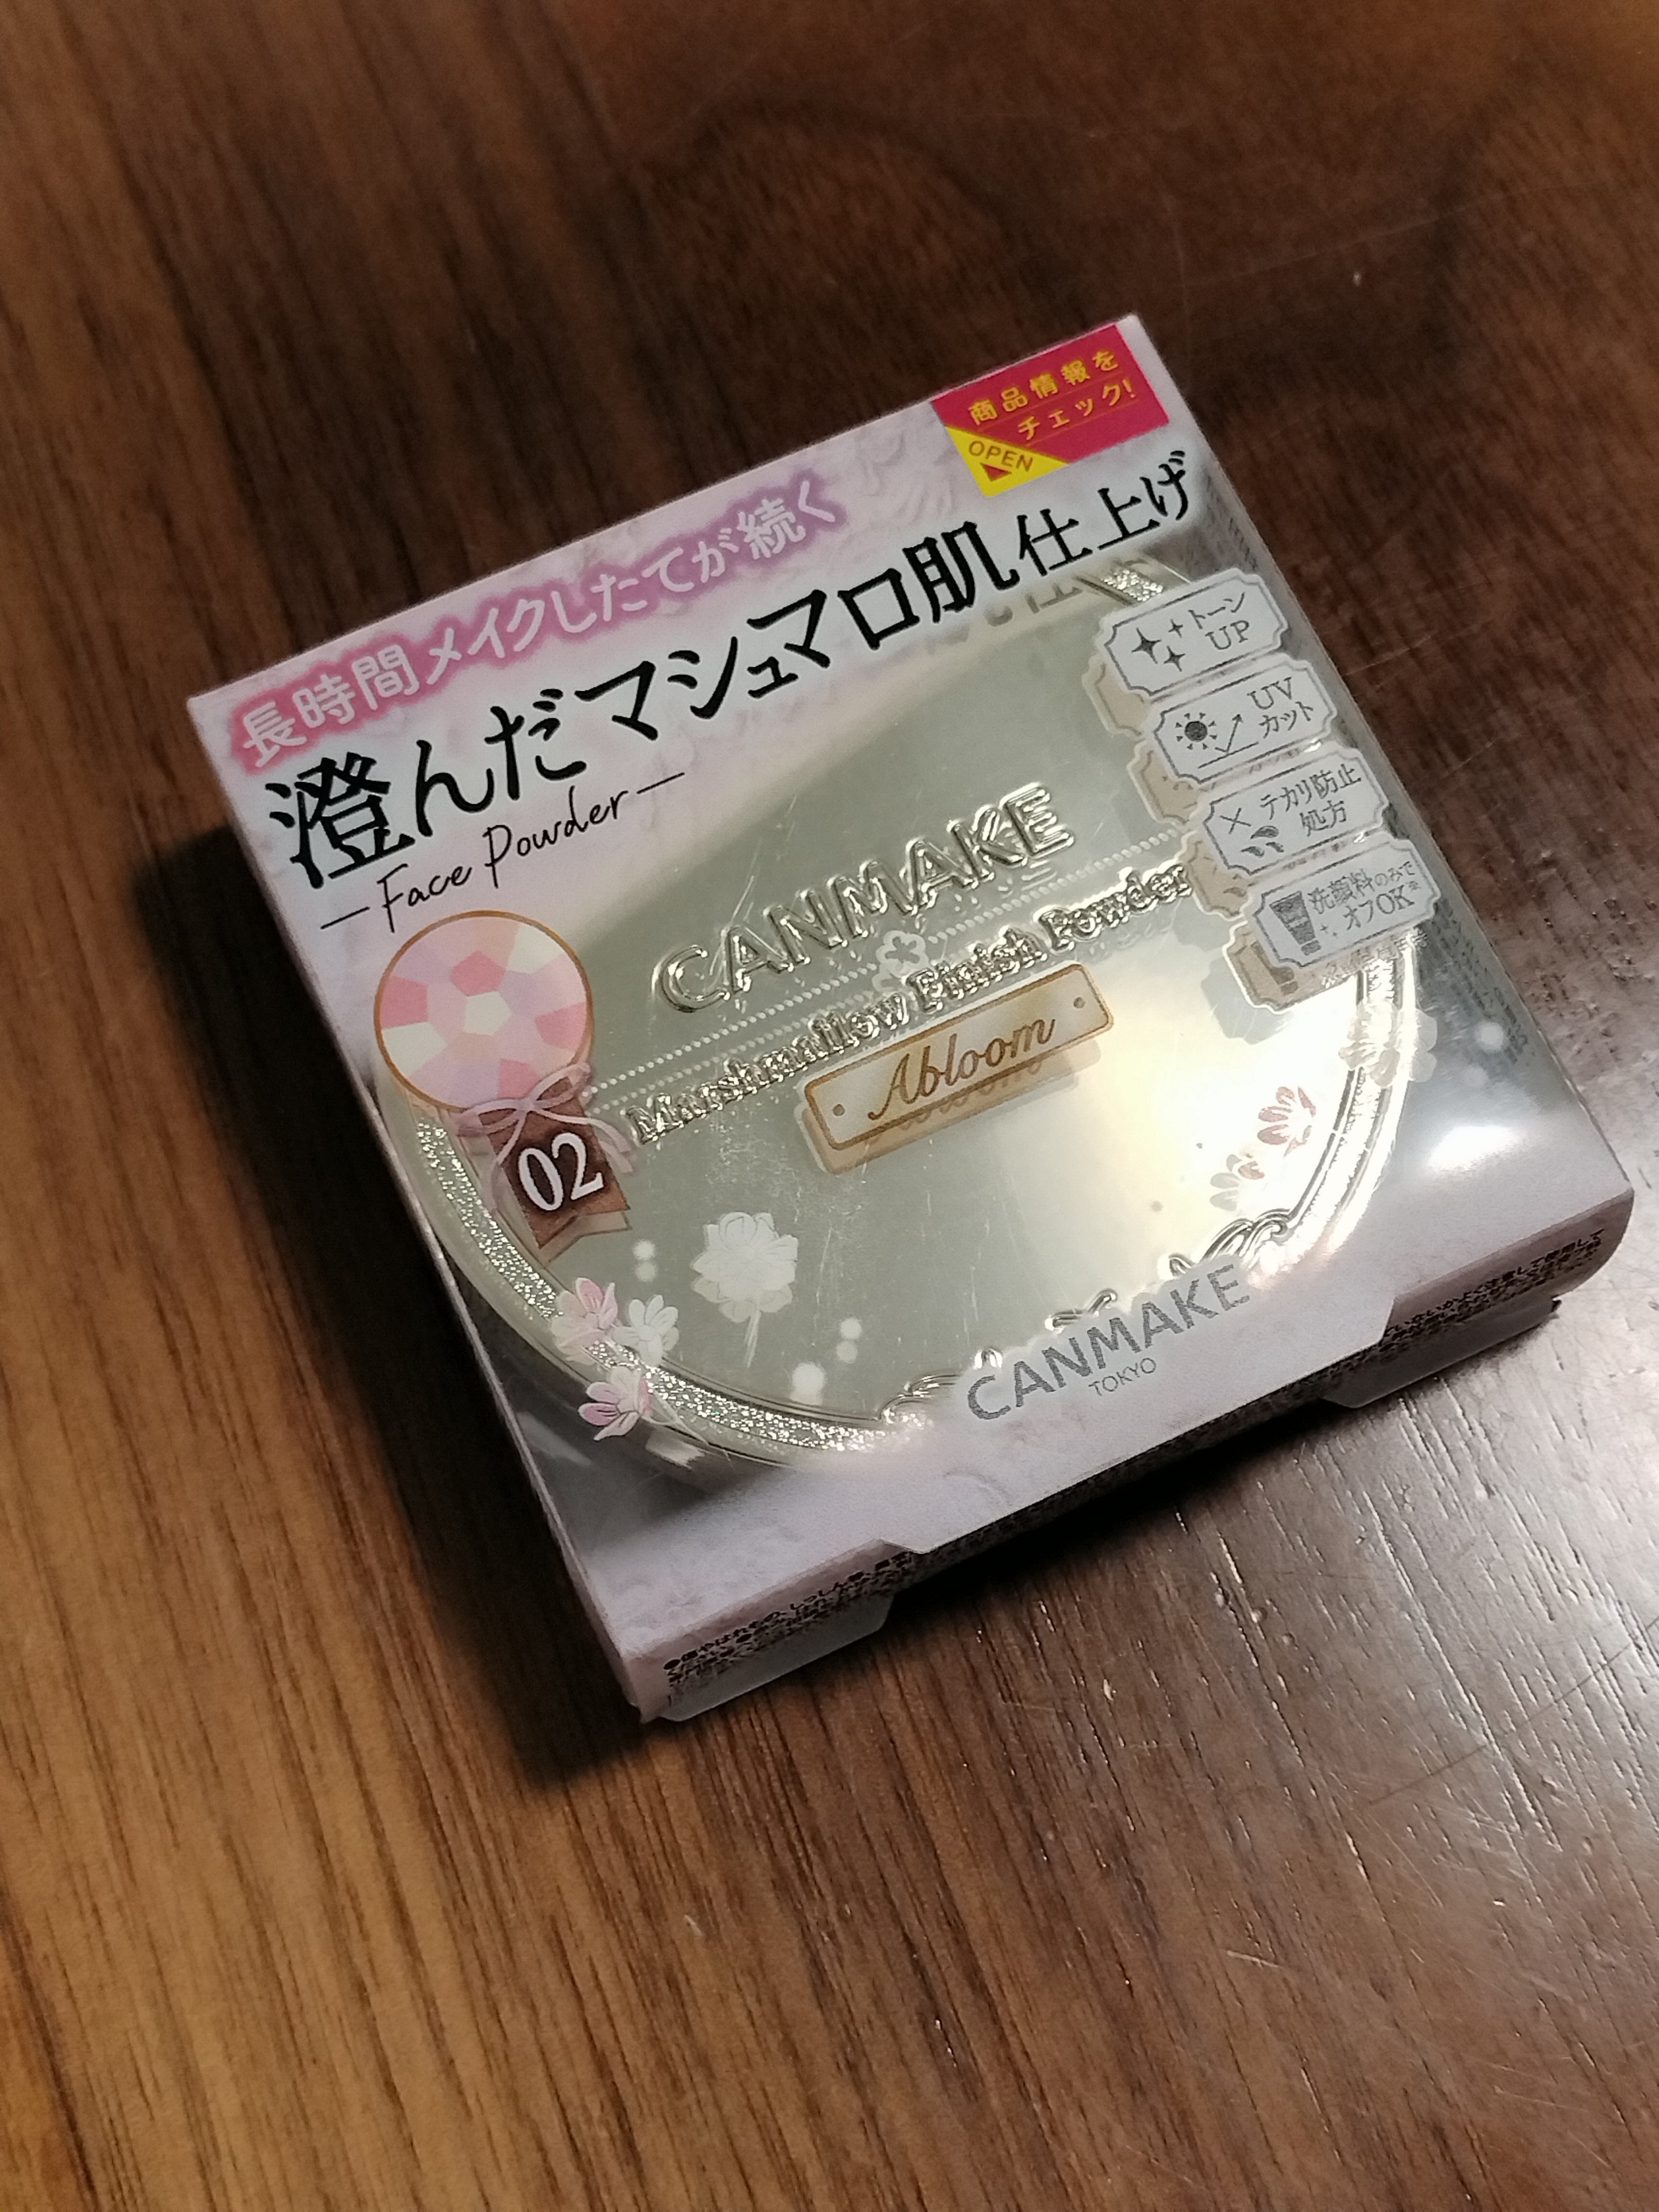 商品情報を
チェック!
OPEN
長時間メイクしたてが続く
澄んだマシュマロ肌仕上げ
Face Powder
トーン
UP
UV
カット
テカリ防止
処方
洗顔料のみで
オフOK※
CANMAKE
Marshmallow Finish Powder
Abloom
02
CANMAKE
TOKYO